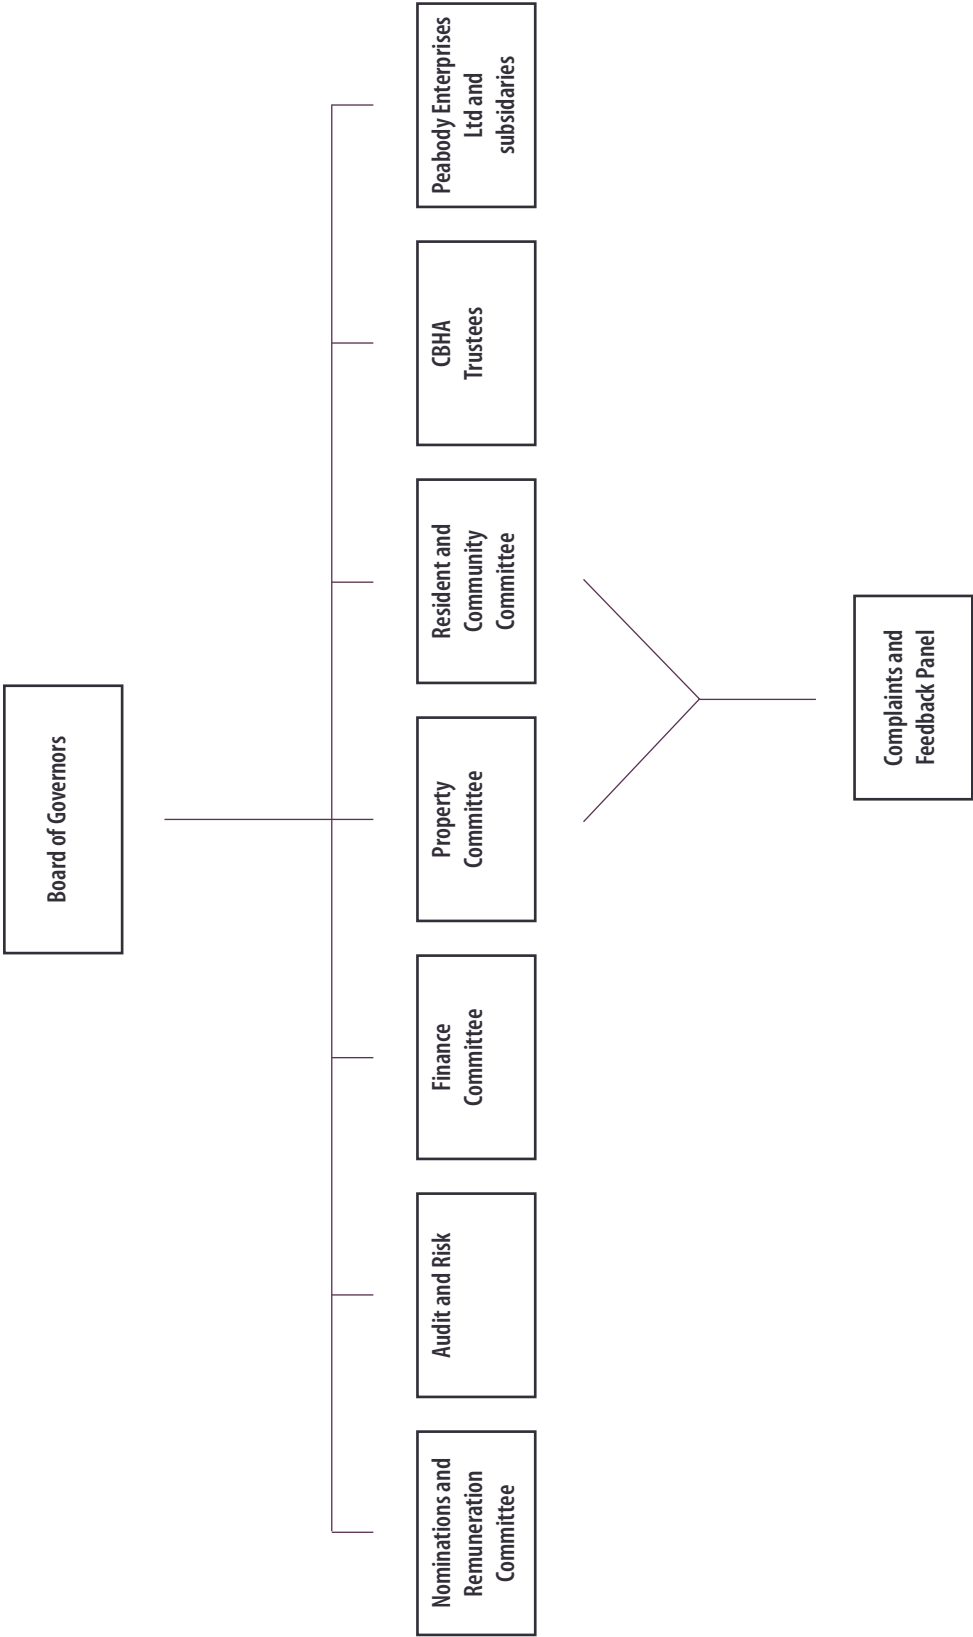 Board of Governors
Nominations and
Remuneration
Committee
Audit and Risk
Finance
Committee
Property
Committee
Resident and
Community
Committee
CBHA
Trustees
Peabody Enterprises
Ltd and
subsidaries
Complaints and
Feedback Panel